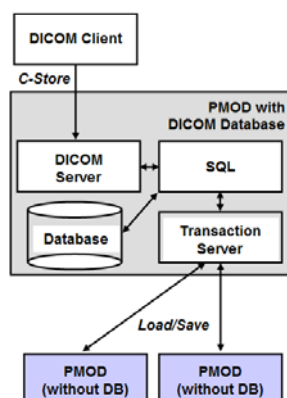 DICOM Client
C-Store
PMOD with
DICOM Database
DICOM
Server
SQL
Database
Transaction
Server
Load/Save
PMOD
(without DB)
PMOD
(without DB)